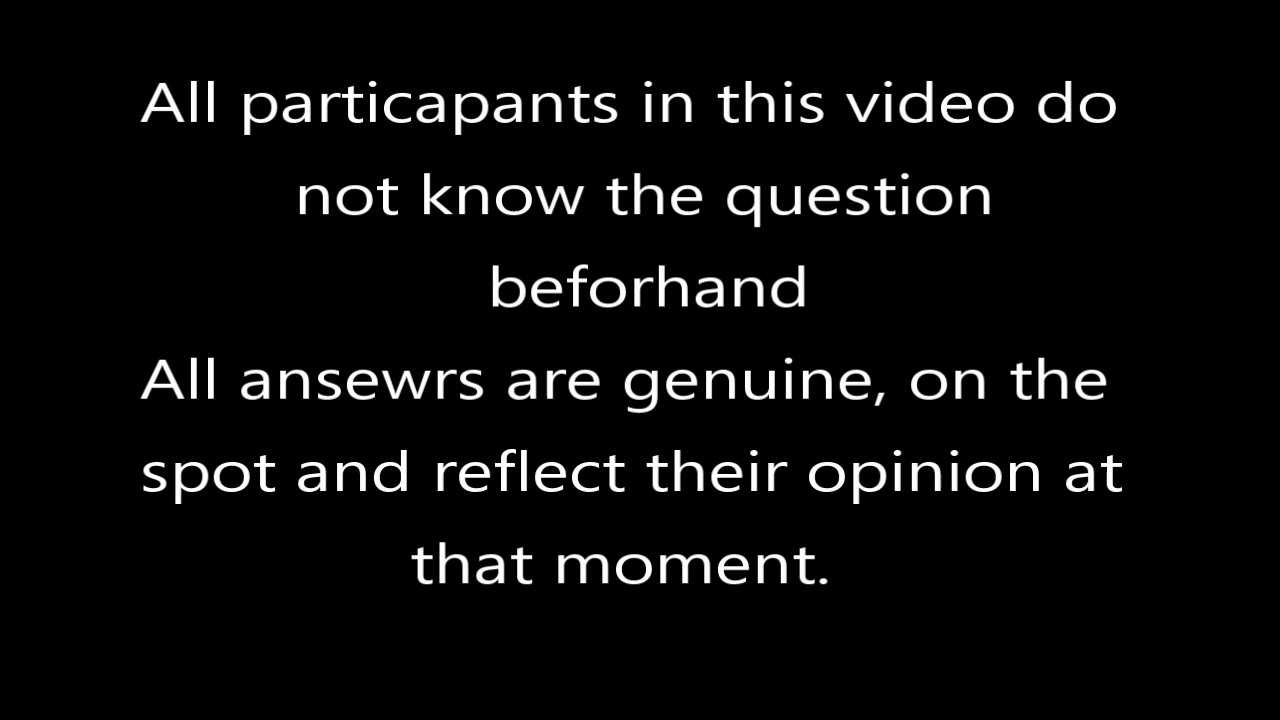 All particapants in this video do
not know the question
beforhand
All ansewrs are genuine, on the
spot and reflect their opinion at
that moment.